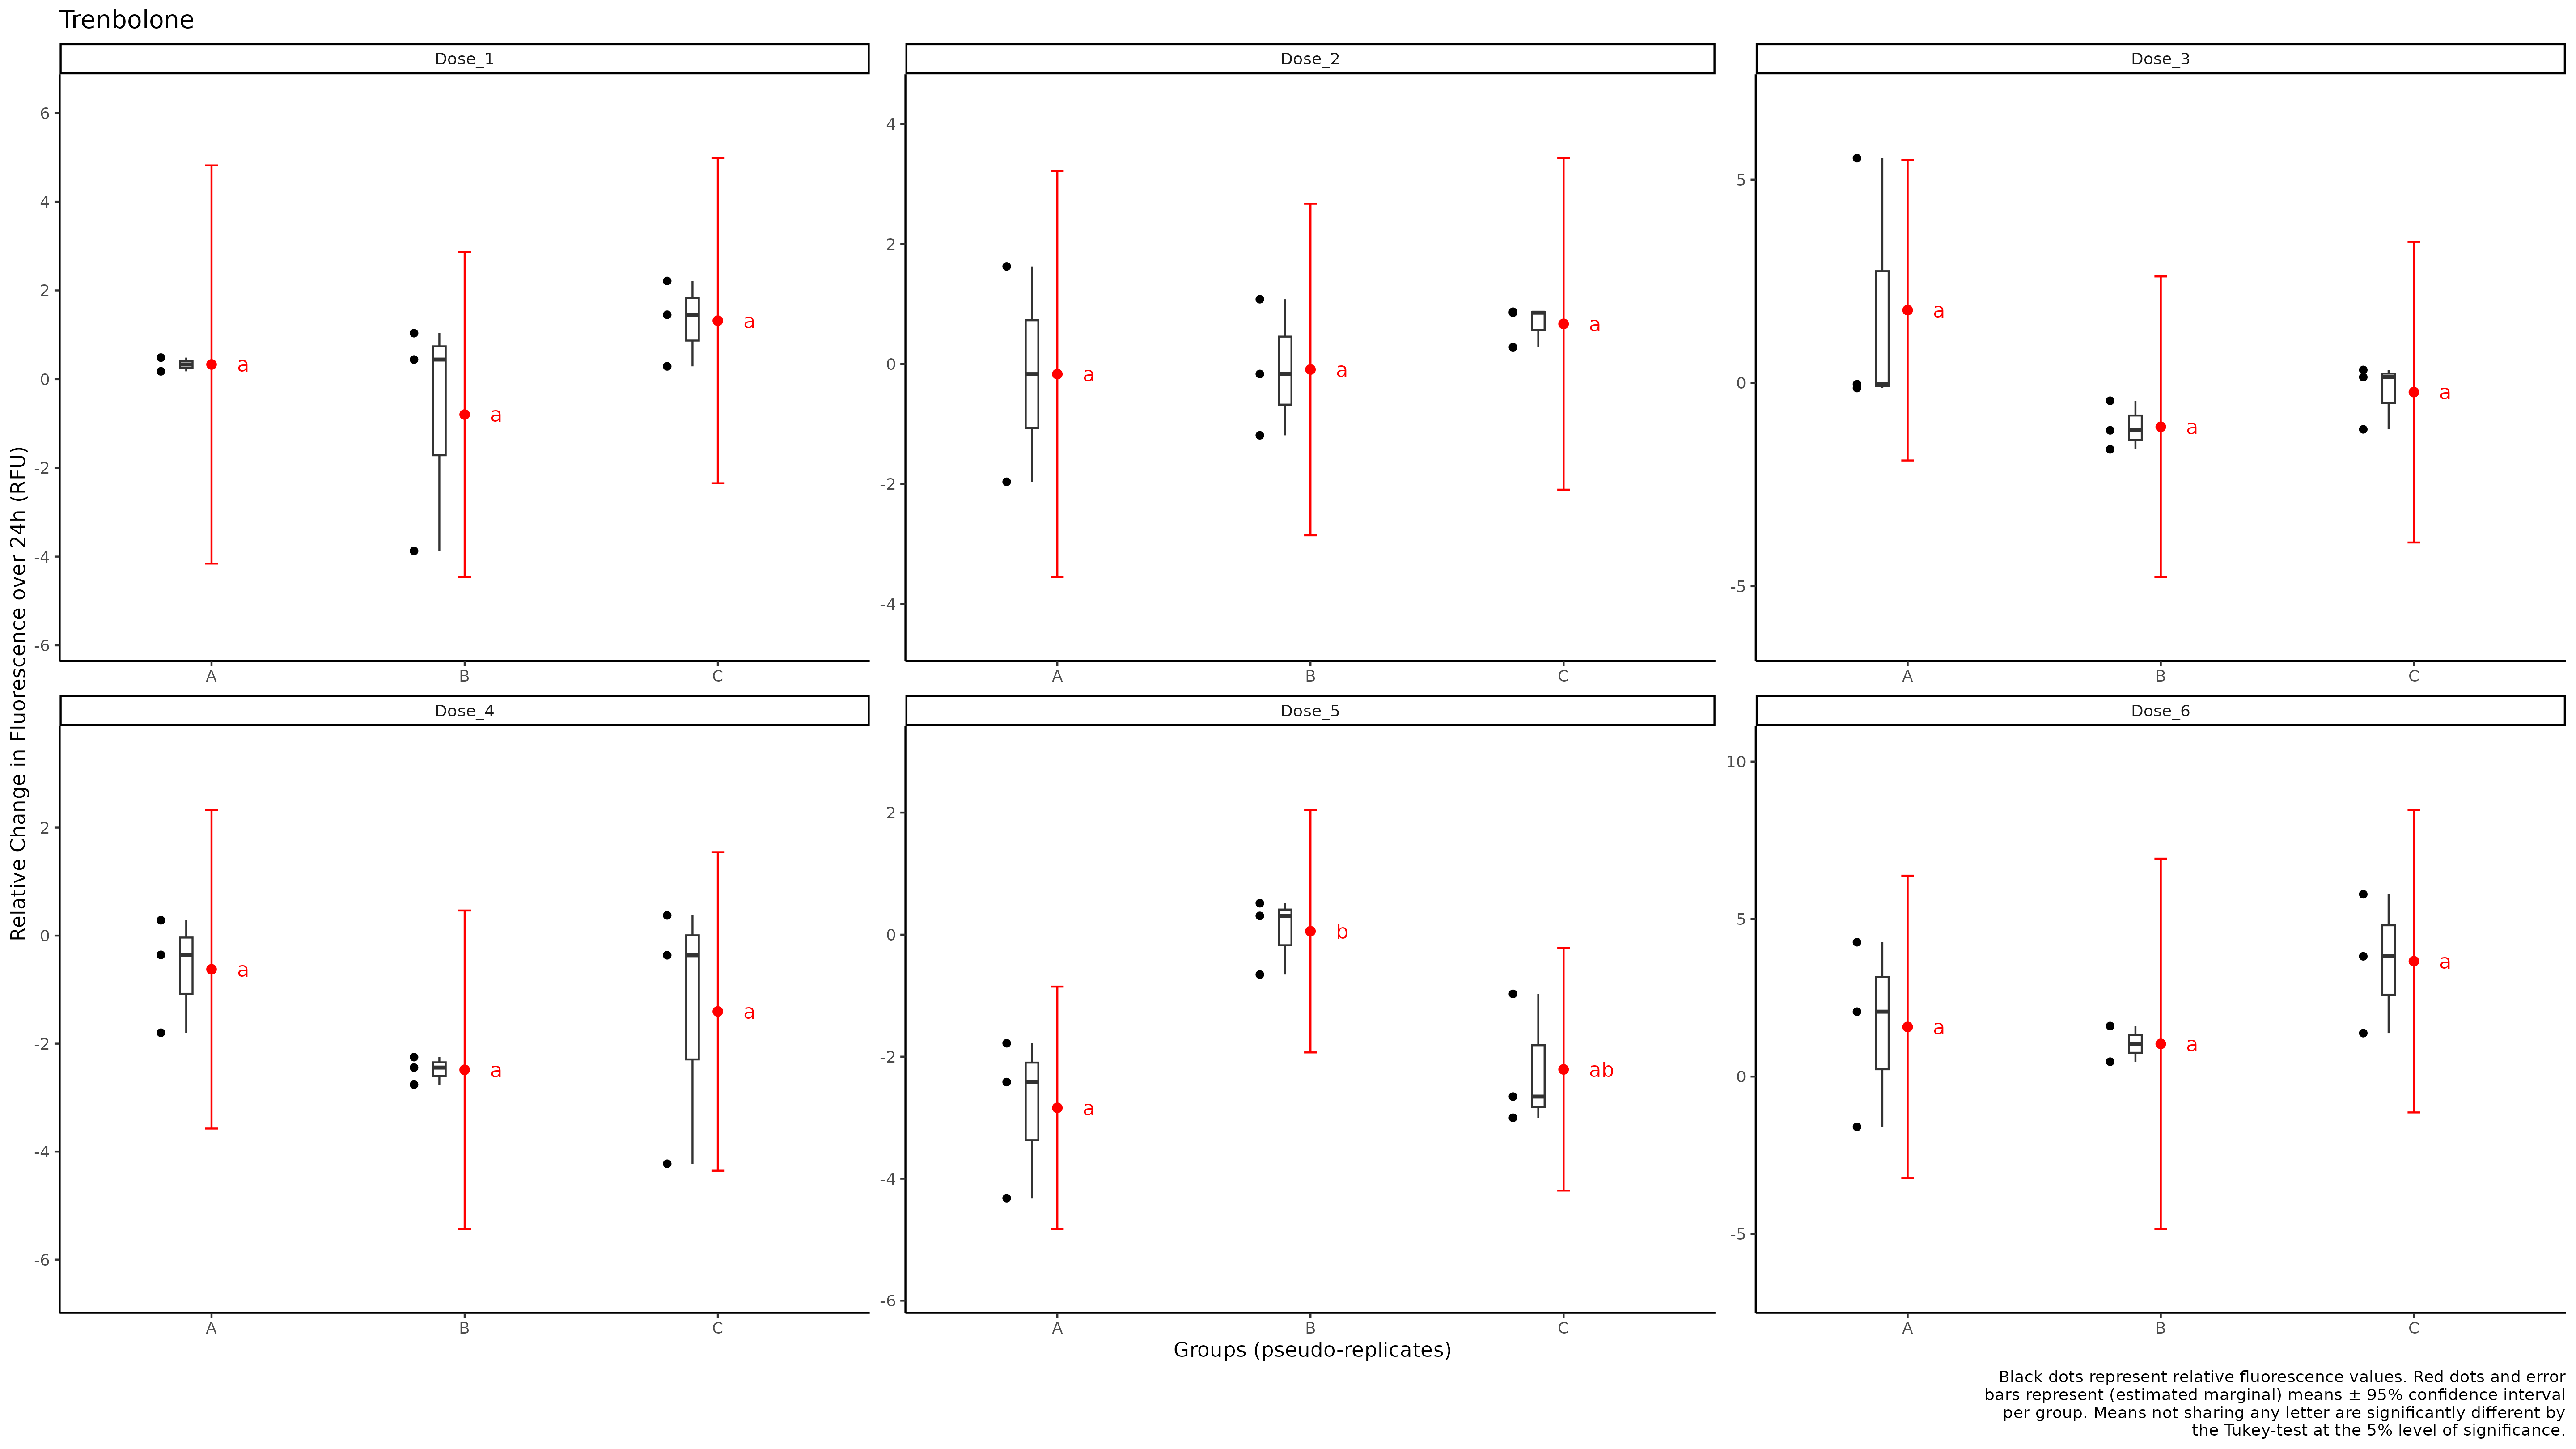 Trenbolone
Relative Change in Fluorescence over 24h (RFU)
Dose_1
6
4
2
0
-2
-4
-6
a
a
a
A
B
C
Dose_2
4
2
0
-2
-4
a
a
a
A
B
C
Dose_3
5
0
-5
a
a
a
A
B
C
Dose_4
2
0
-2
-4
-6
a
a
a
A
B
C
Dose_5
2
0
-2
-4
-6
a
b
ab
A
B
C
Dose_6
10
5
0
-5
a
a
a
A
B
C
Groups (pseudo-replicates)
Black dots represent relative fluorescence values. Red dots and error
bars represent (estimated marginal) means ± 95% confidence interval
per group. Means not sharing any letter are significantly different by
the Tukey-test at the 5% level of significance.